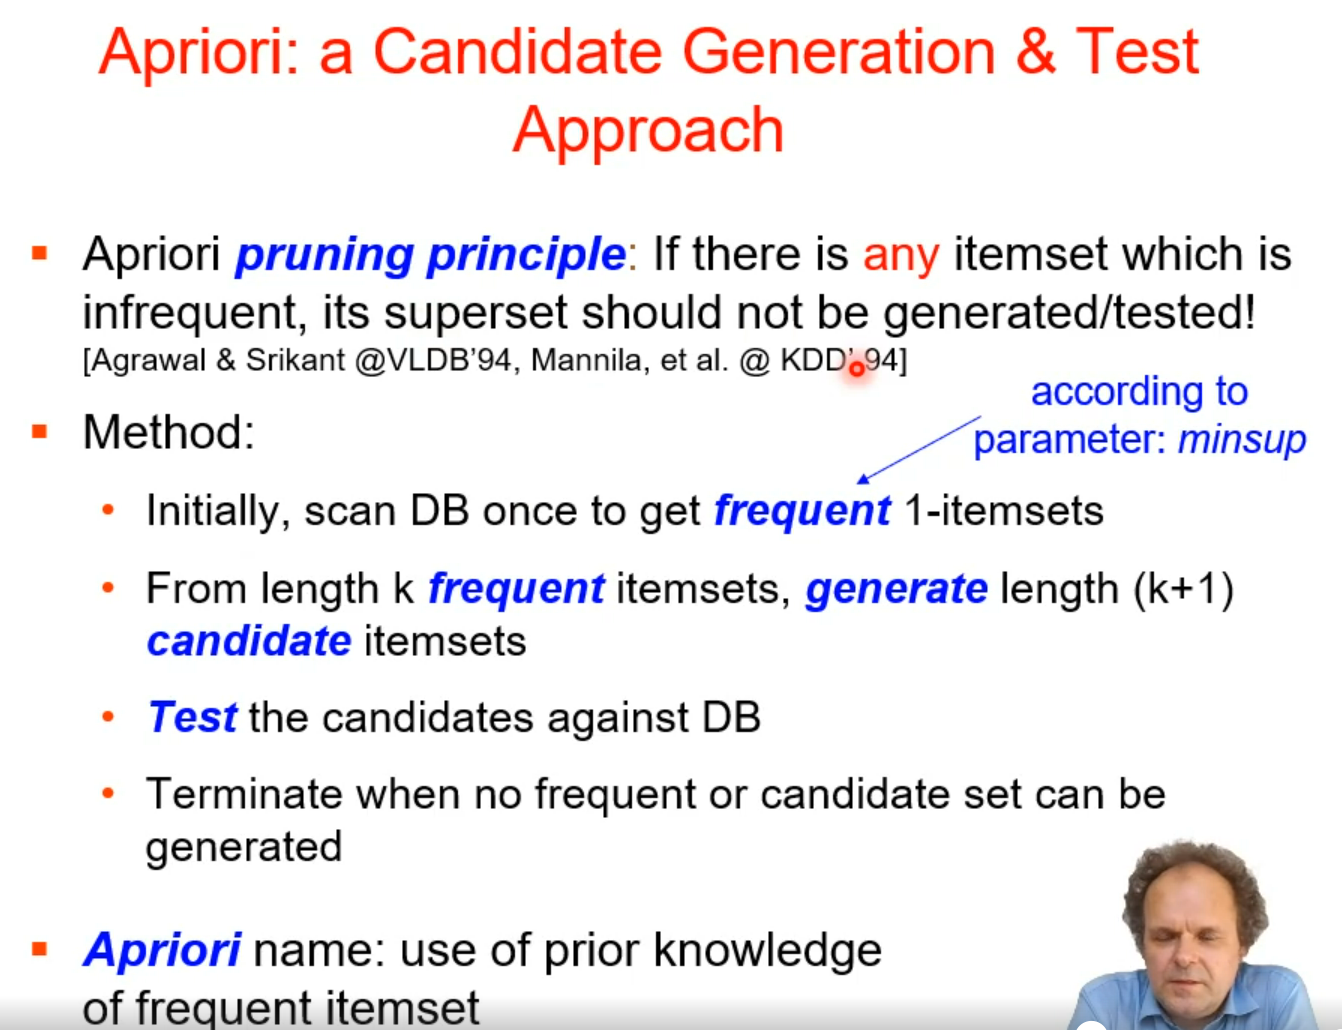 Apriori: a Candidate Generation & Test
Approach
▪ Apriori pruning principle: If there is any itemset which is
infrequent, its superset should not be generated/tested!
[Agrawal & Srikant @VLDB’94, Mannila, et al. @ KDD’ 94]
according to
parameter: minsup
▪ Method:
• Initially, scan DB once to get frequent 1-itemsets
• From length k frequent itemsets, generate length (k+1)
candidate itemsets
• Test the candidates against DB
• Terminate when no frequent or candidate set can be
generated
▪ Apriori name: use of prior knowledge
of frequent itemset